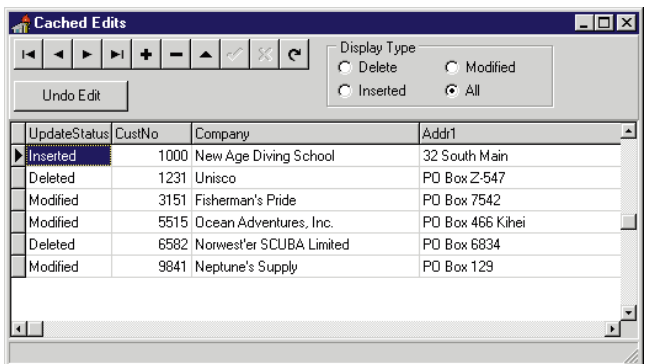 Cached Edits
Display Type
Delete Modified
Inserted All
Undo Edit
UpdateStatus CustNo Company Addr1
Inserted 1000 New Age Diving School 32 South Main
Deleted 1231 Unisco PO Box Z-547
Modified 3151 Fisherman's Pride PO Box 7542
Modified 5515 Ocean Adventures, Inc. PO Box 466 Kihei
Deleted 6582 Norwest'er SCUBA Limited PO Box 6834
Modified 9841 Neptune's Supply PO Box 129